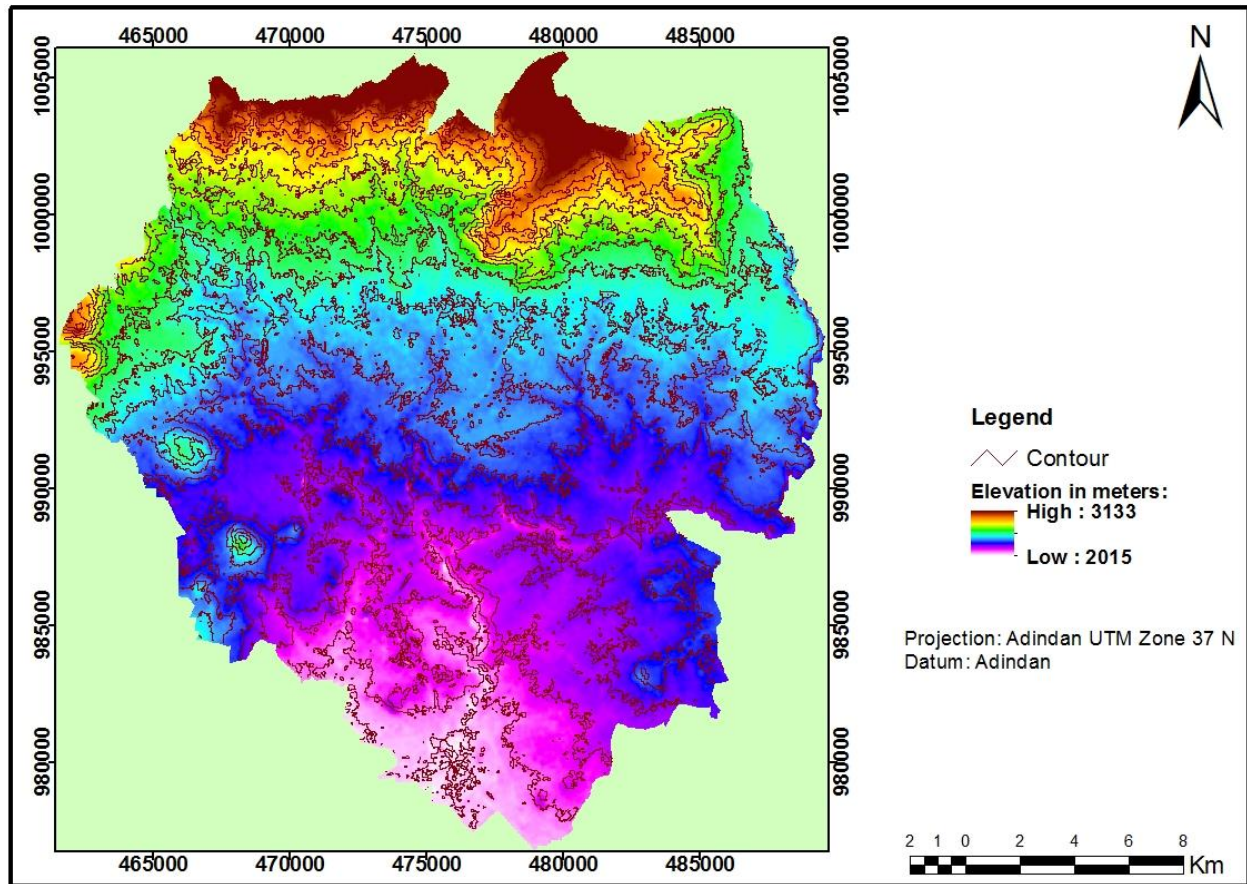 465000 470000 475000 480000 485000
N
1005000 1005000
1000000 1000000
995000 995000
990000 990000
985000 985000
980000 980000
465000 470000 475000 480000 485000
Legend
Contour
Elevation in meters:
High : 3133
Low : 2015
Projection: Adindan UTM Zone 37 N
Datum: Adindan
2 1 0 2 4 6 8
Km